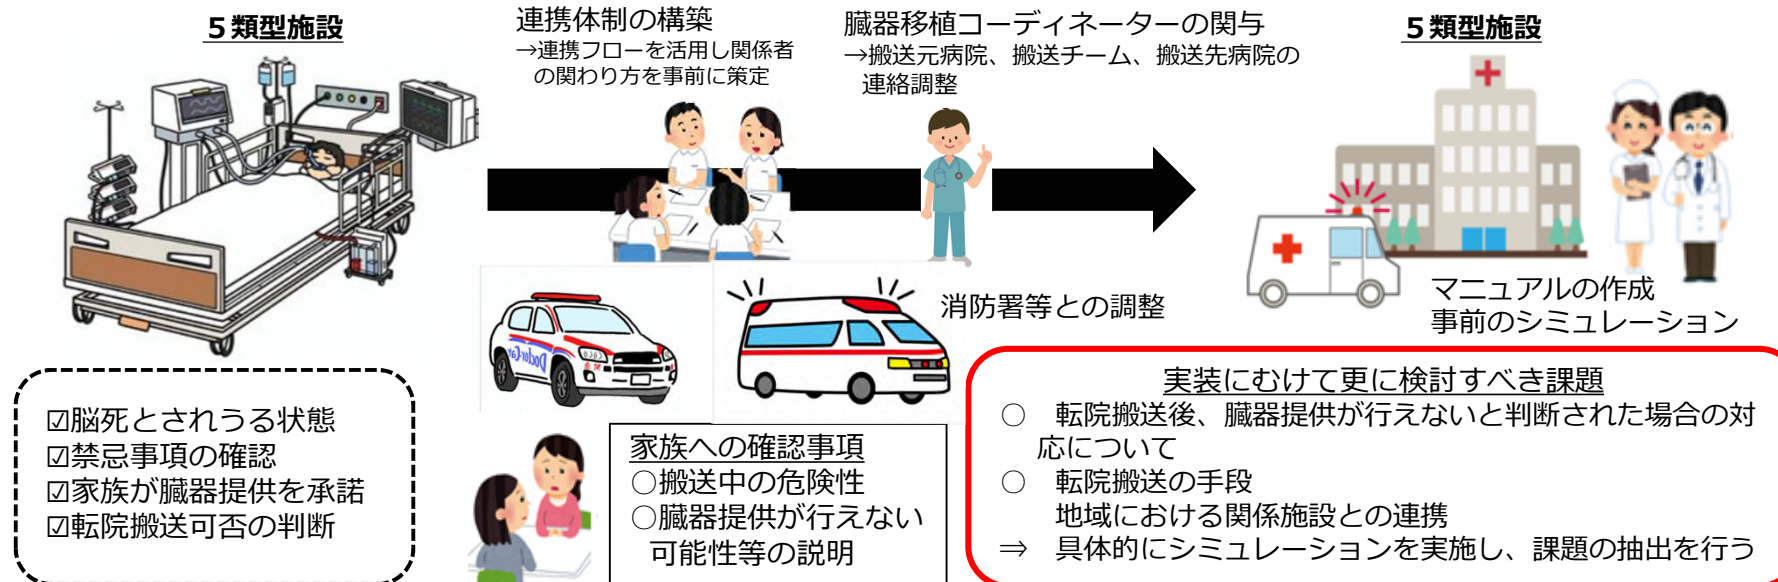 ５類型施設
連携体制の構築
→連携フローを活用し関係者
の関わり方を事前に策定
臓器移植コーディネーターの関与
→搬送元病院、搬送チーム、搬送先病院の
連絡調整
５類型施設
Doctor-Car
消防署等との調整
マニュアルの作成
事前のシミュレーション
☑脳死とされうる状態
☑禁忌事項の確認
☑家族が臓器提供を承諾
☑転院搬送可否の判断
家族への確認事項
○搬送中の危険性
○臓器提供が行えない
可能性等の説明
実装にむけて更に検討すべき課題
○　転院搬送後、臓器提供が行えないと判断された場合の対
応について
○　転院搬送の手段
地域における関係施設との連携
⇒　具体的にシミュレーションを実施し、課題の抽出を行う